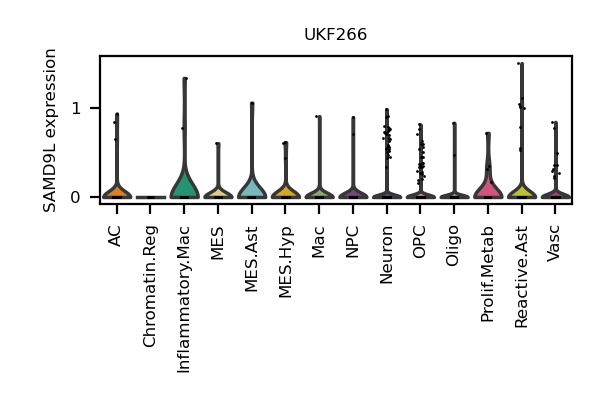 UKF266
SAMD9L expression
1
0
AC
Chromatin.Reg
Inflammatory.Mac
MES
MES.Ast
MES.Hyp
Mac
NPC
Neuron
OPC
Oligo
Prolif.Metab
Reactive.Ast
Vasc